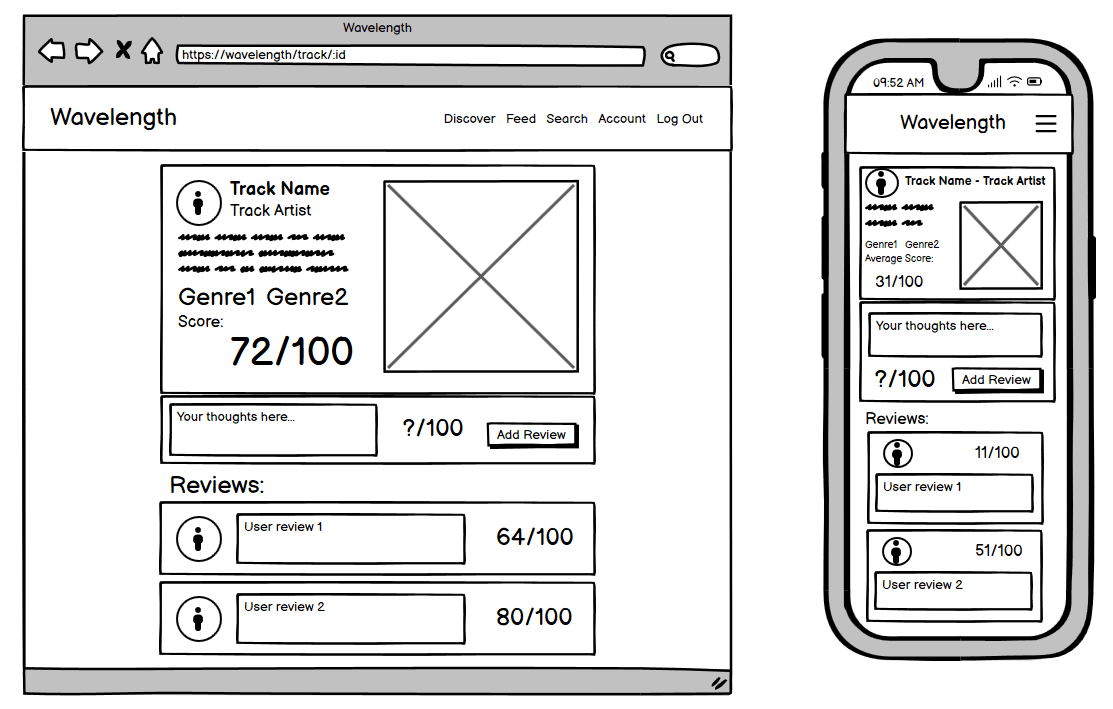 Wavelength
https://wavelength/track/:id
Wavelength
Discover Feed Search Account Log Out
Track Name
Track Artist
Genre1 Genre2
Score:
72/100
Your thoughts here...
?/100
Add Review
Reviews:
User review 1
64/100
User review 2
80/100
09:52 AM
Wavelength
Track Name - Track Artist
Genre1 Genre2
Average Score:
31/100
Your thoughts here...
?/100
Add Review
Reviews:
11/100
User review 1
51/100
User review 2